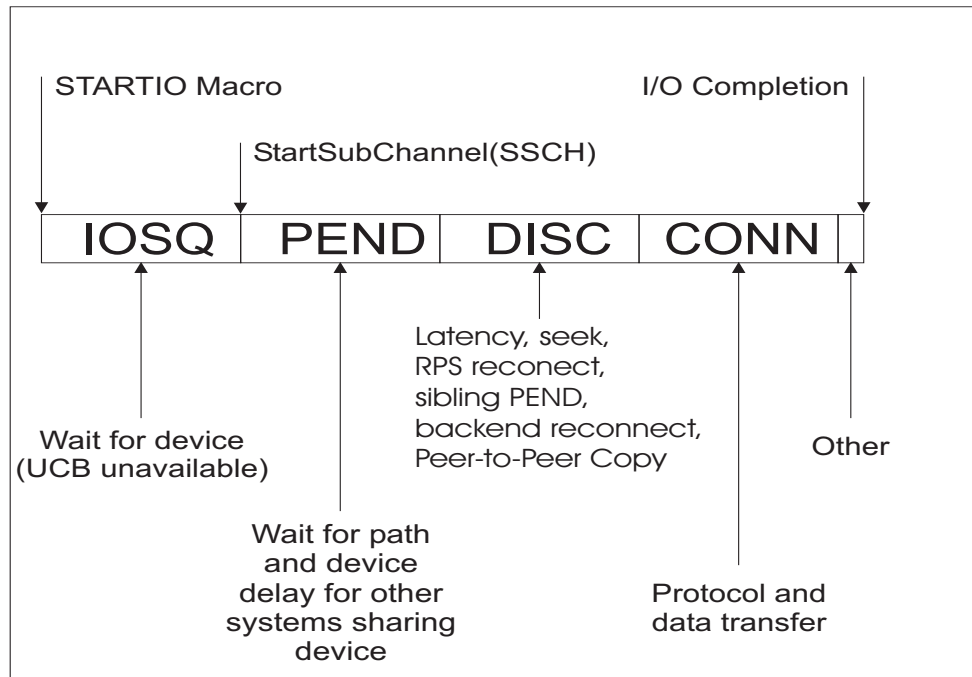 STARTIO Macro
I/O Completion
StartSubChannel(SSCH)
IOSQ
PEND
DISC
CONN
Latency, seek,
RPS reconect,
sibling PEND,
backend reconnect,
Peer-to-Peer Copy
Wait for device
(UCB unavailable)
Other
Wait for path
and device
delay for other
systems sharing
device
Protocol and
data transfer